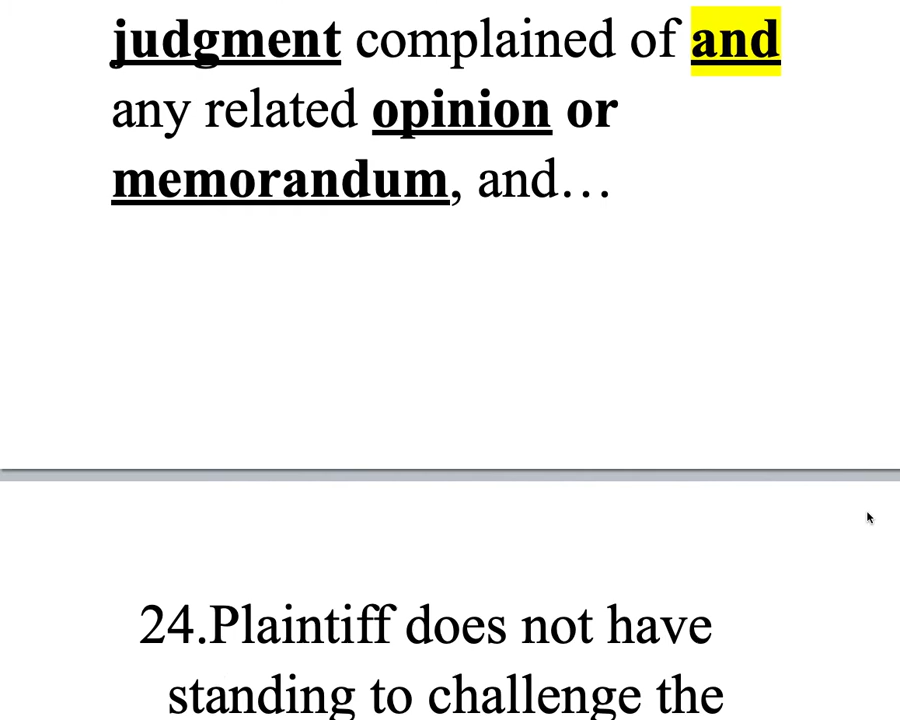 judgment complained of and
any related opinion or
memorandum, and…
24.Plaintiff does not have
standing to challenge the